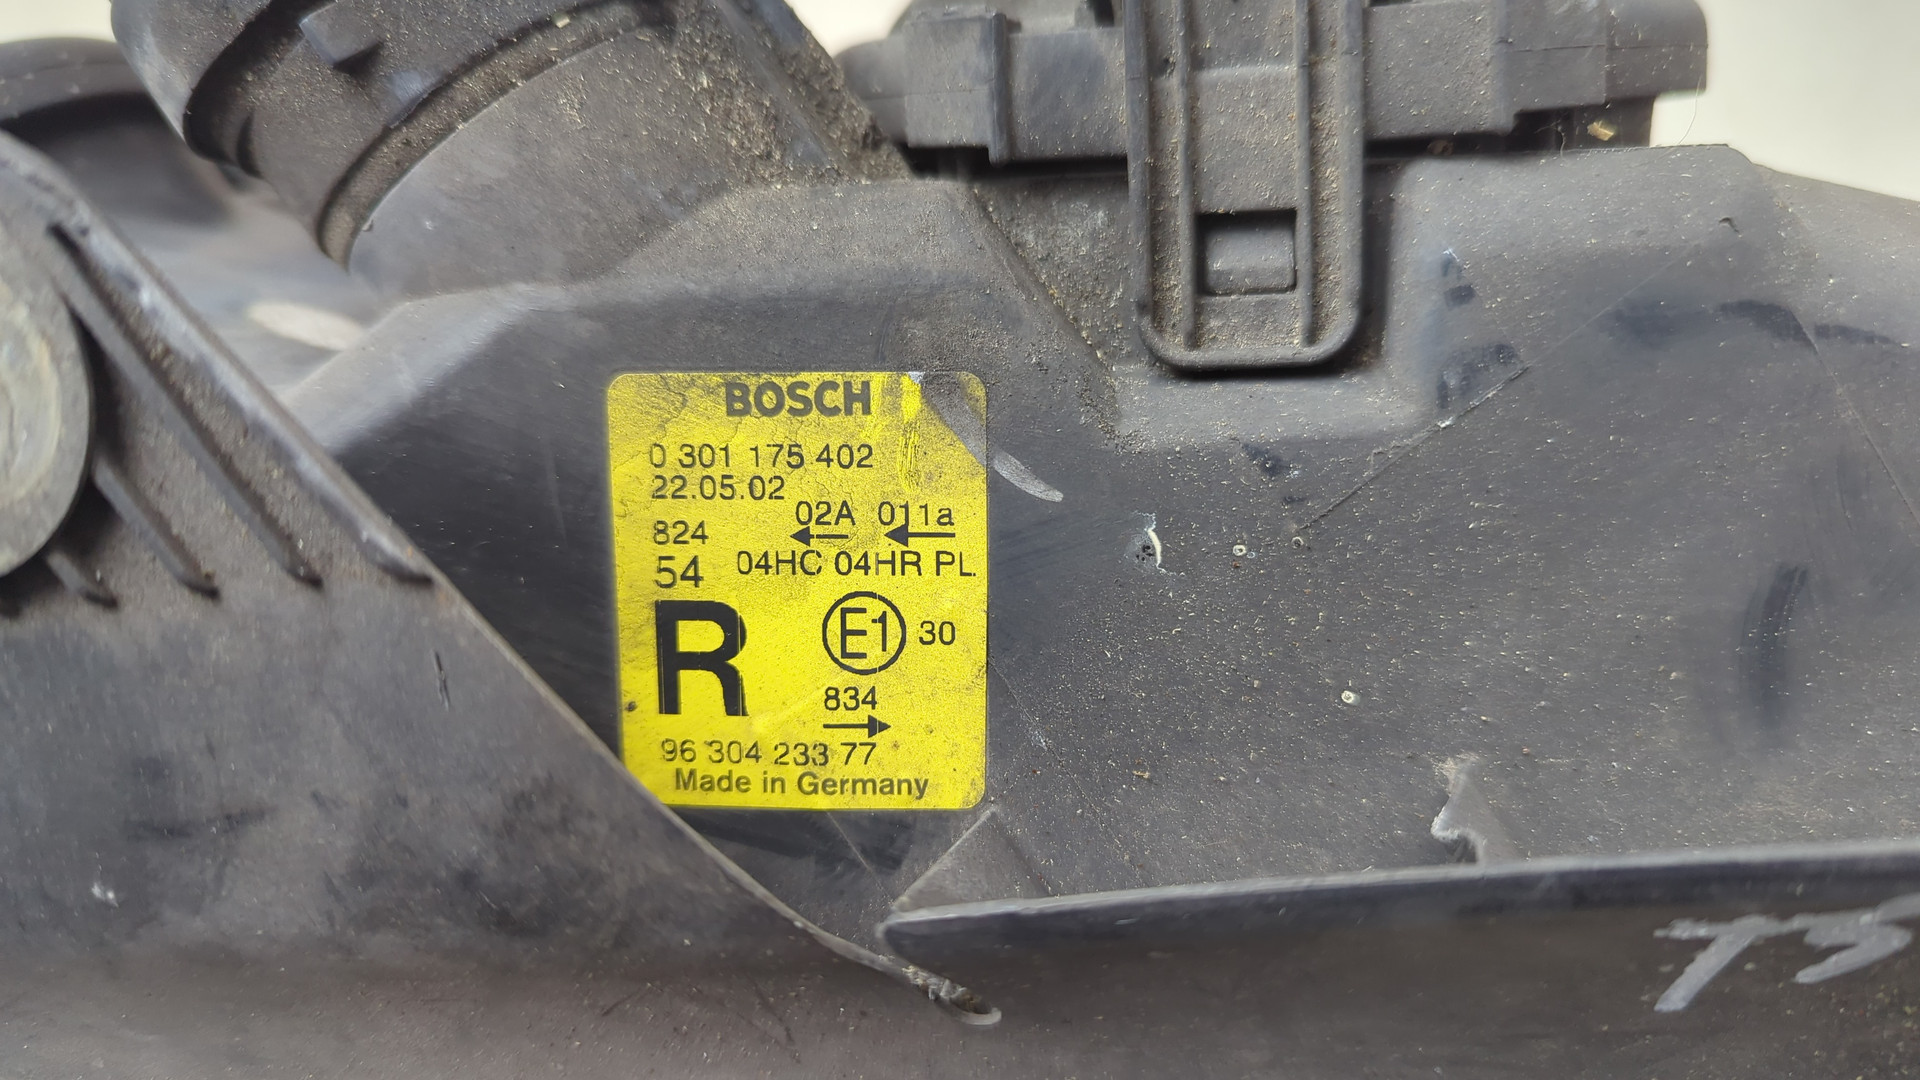 BOSCH
0 301 175 402
22.05.02
02A 011a
824
04HC 04HR PL
54
R E1 30
834
96 304 233 77
Made in Germany